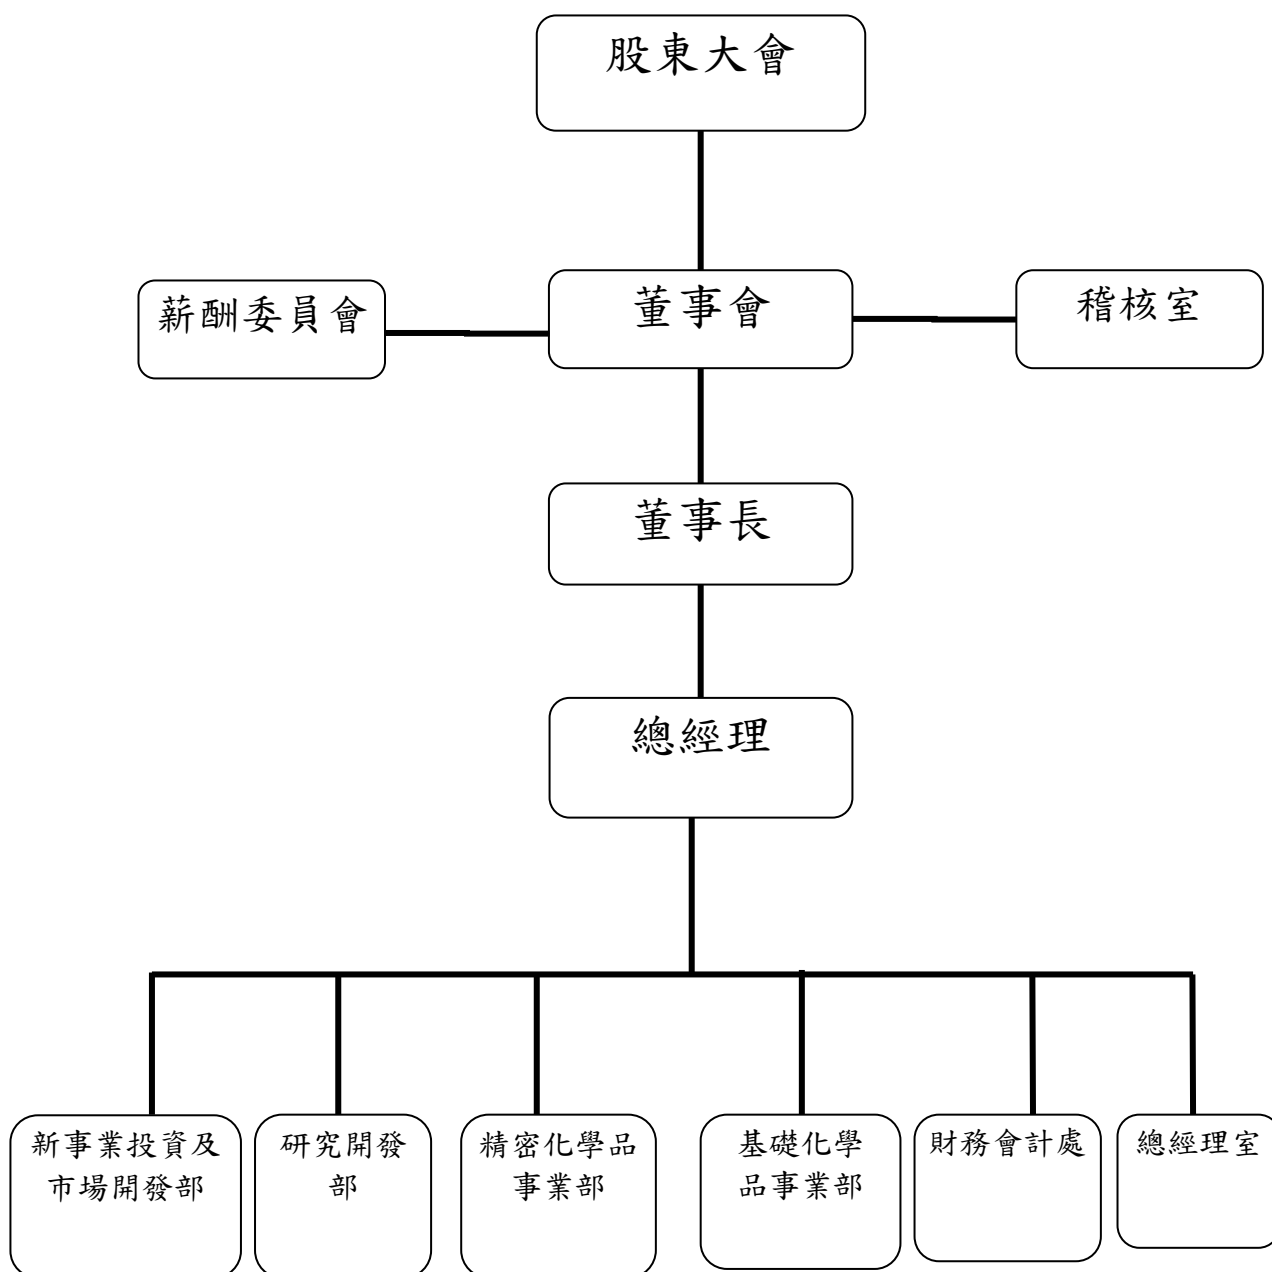 股東大會
薪酬委員會
董事會
稽核室
董事長
總經理
新事業投資及
市場開發部
研究開發
部
精密化學品
事業部
基礎化學
品事業部
財務會計處
總經理室